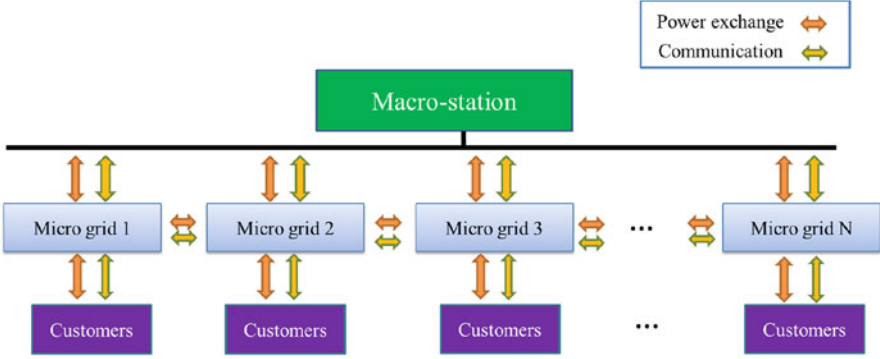 Power exchange
Communication
Macro-station
Micro grid 1
Micro grid 2
Micro grid 3
...
Micro grid N
Customers
Customers
Customers
...
Customers